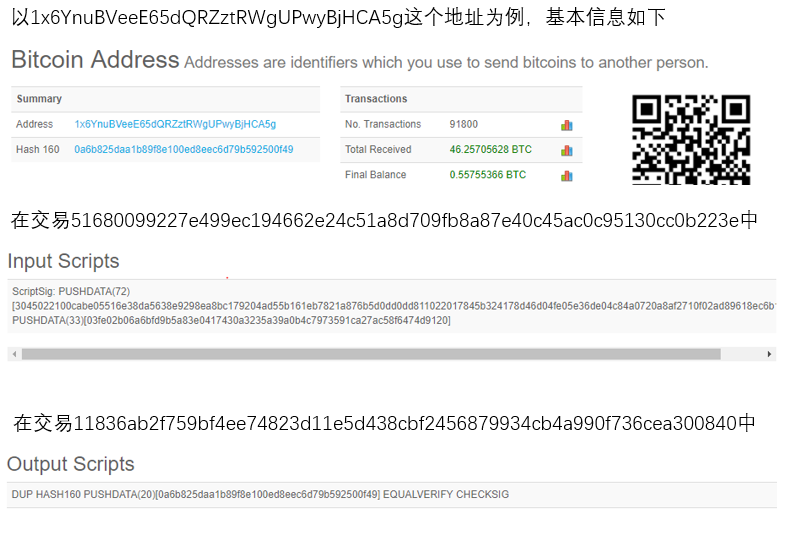 以1x6YnuBVeeE65dQRZztRWgUPwyBjHCA5g这个地址为例，基本信息如下
Bitcoin Address Addresses are identifiers which you use to send bitcoins to another person.
Summary
Address 1x6YnuBVeeE65dQRZztRWgUPwyBjHCA5g
Hash 160 0a6b825daa1b89f8e100ed8eec6d79b592500f49
Transactions
No. Transactions 91800
Total Received 46.25705628 BTC
Final Balance 0.55755366 BTC
在交易51680099227e499ec194662e24c51a8d709fb8a87e40c45ac0c95130cc0b223e中
Input Scripts
ScriptSig: PUSHDATA(72)
[3045022100cabe05516e38da5638e9298ea8bc179204ad55b161eb7821a876b5d0dd0dd811022017845b324178d46d04fe05e36de04c84a0720a8af2710f02ad89618ec6b
PUSHDATA(33)[03fe02b06a6bfd9b5a83e0417430a3235a39a0b4c7973591ca27ac58f6474d9120]
在交易11836ab2f759bf4ee74823d11e5d438cbf2456879934cb4a990f736cea300840中
Output Scripts
DUP HASH160 PUSHDATA(20)[0a6b825daa1b89f8e100ed8eec6d79b592500f49] EQUALVERIFY CHECKSIG